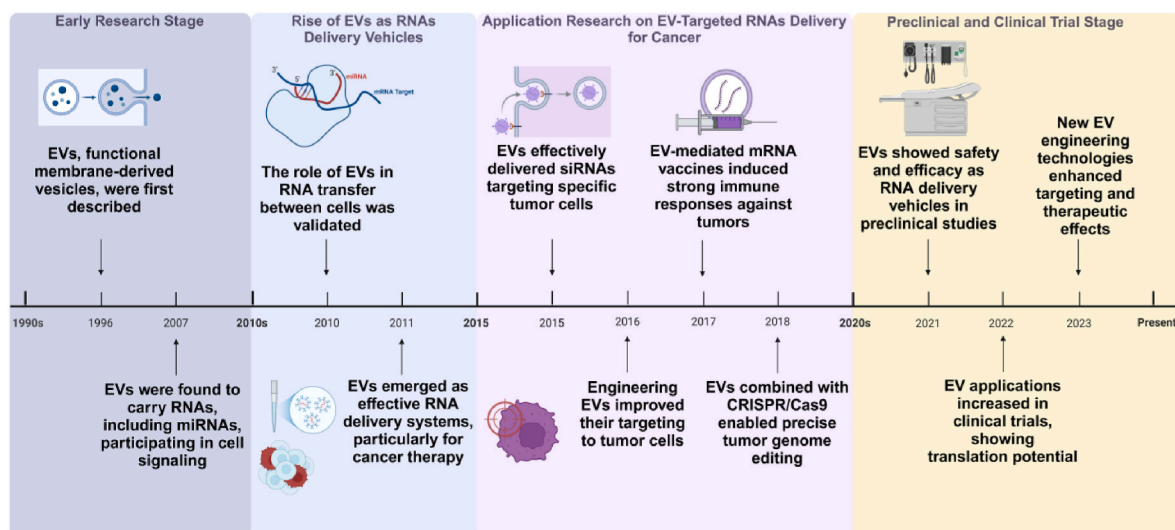 Early Research Stage
Rise of EVs as RNAs
Delivery Vehicles
Application Research on EV-Targeted RNAs Delivery
for Cancer
Preclinical and Clinical Trial Stage
3'
5'
3'
miRNA
mRNA Target
EVs, functional
membrane-derived
vesicles, were first
described
The role of EVs in
RNA transfer
between cells was
validated
EVs effectively
delivered siRNAs
targeting specific
tumor cells
EV-mediated mRNA
vaccines induced
strong immune
responses against
tumors
EVs showed safety
and efficacy as
RNA delivery
vehicles in
preclinical studies
New EV
engineering
technologies
enhanced
targeting and
therapeutic
effects
1990s 1996 2007 2010s 2010 2011 2015 2015 2016 2017 2018 2020s 2021 2022 2023 Present
EVs were found to
carry RNAs,
including miRNAs,
participating in cell
signaling
EVs emerged as
effective RNA
delivery systems,
particularly for
cancer therapy
Engineering
EVs improved
their targeting
to tumor cells
EVs combined with
CRISPR/Cas9
enabled precise
tumor genome
editing
EV applications
increased in
clinical trials,
showing
translation potential